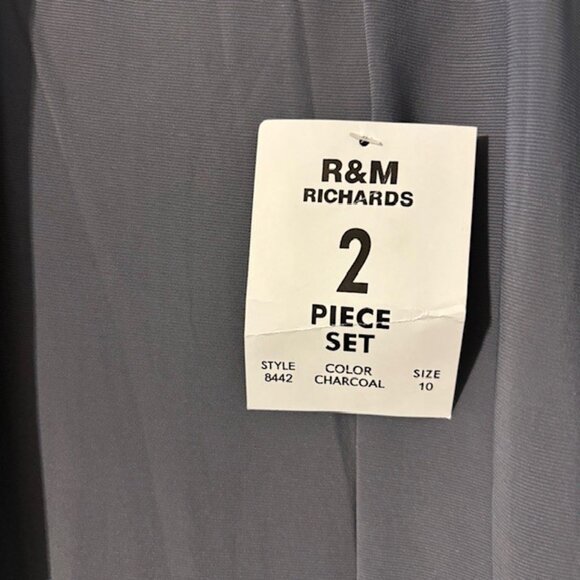 R&M
RICHARDS
2
PIECE
SET
STYLE COLOR SIZE
8442 CHARCOAL 10